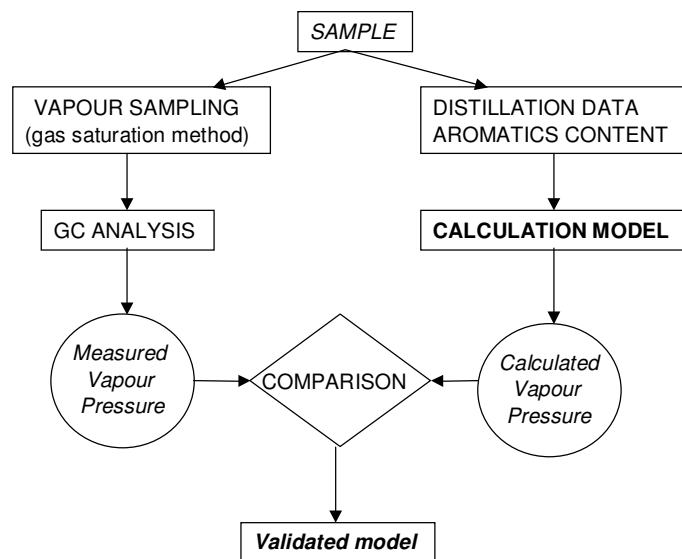 SAMPLE
VAPOUR SAMPLING
(gas saturation method)
DISTILLATION DATA
AROMATICS CONTENT
GC ANALYSIS
CALCULATION MODEL
Measured
Vapour
Pressure
COMPARISON
Calculated
Vapour
Pressure
Validated model